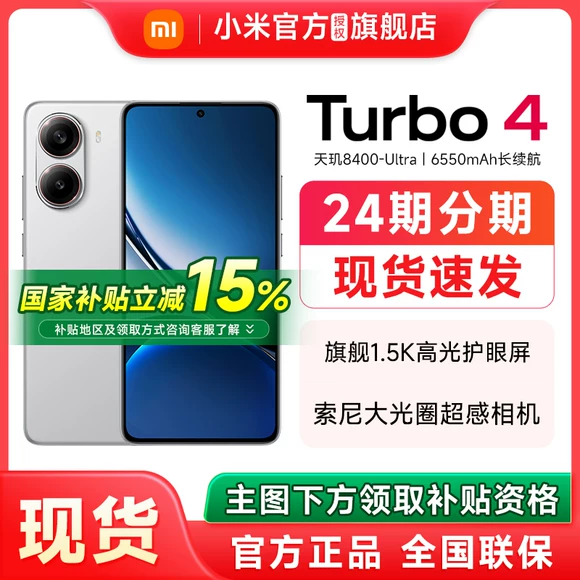 mi 小米官方授权旗舰店
Turbo 4
天玑8400-Ultra | 6550mAh长续航
24期分期
现货速发
国家补贴立减15%
补贴地区及领取方式咨询客服了解
旗舰1.5K高光护眼屏
索尼大光圈超感相机
主图下方领取补贴资格
现货
官方正品 全国联保